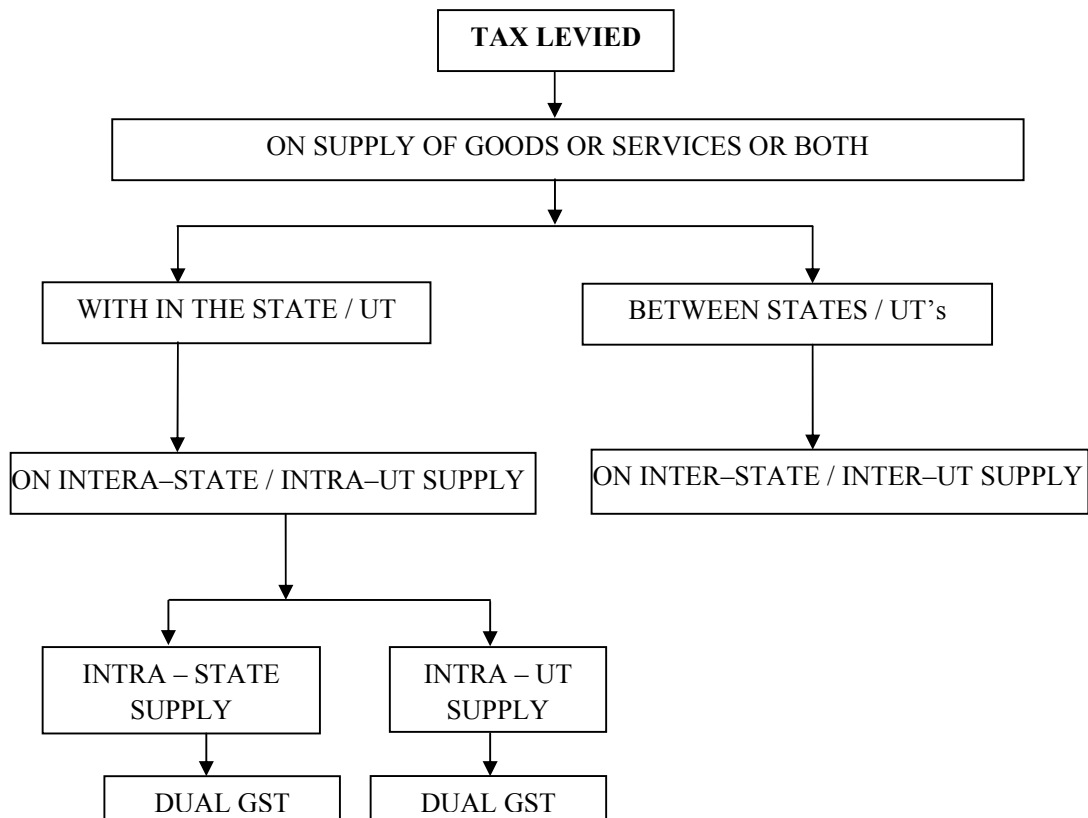 TAX LEVIED
ON SUPPLY OF GOODS OR SERVICES OR BOTH
WITH IN THE STATE / UT
BETWEEN STATES / UT’s
ON INTERA–STATE / INTRA–UT SUPPLY
ON INTER–STATE / INTER–UT SUPPLY
INTRA – STATE
SUPPLY
INTRA – UT
SUPPLY
DUAL GST
DUAL GST